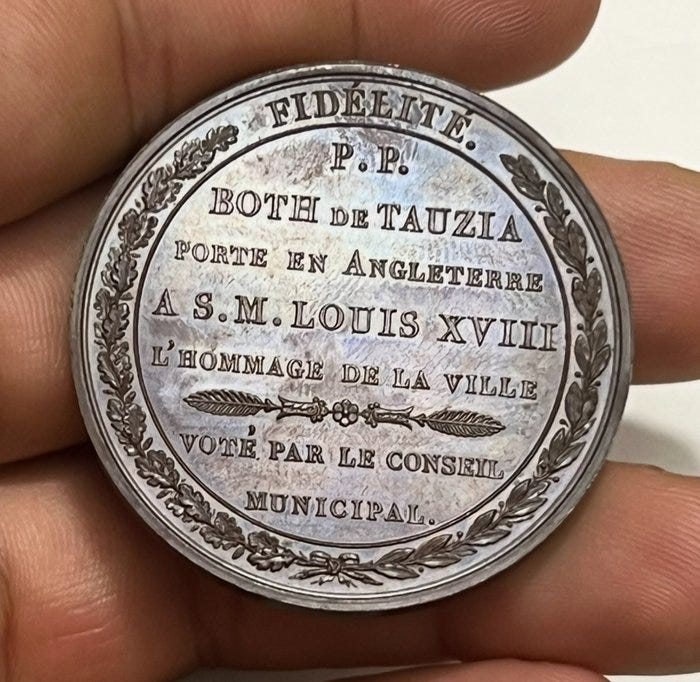 FIDÉLITÉ.
P.P.
BOTH DE TAUZIA
PORTE EN ANGLETERRE
A S.M. LOUIS XVIII
L'HOMMAGE DE LA VILLE
VOTÉ PAR LE CONSEIL
MUNICIPAL.